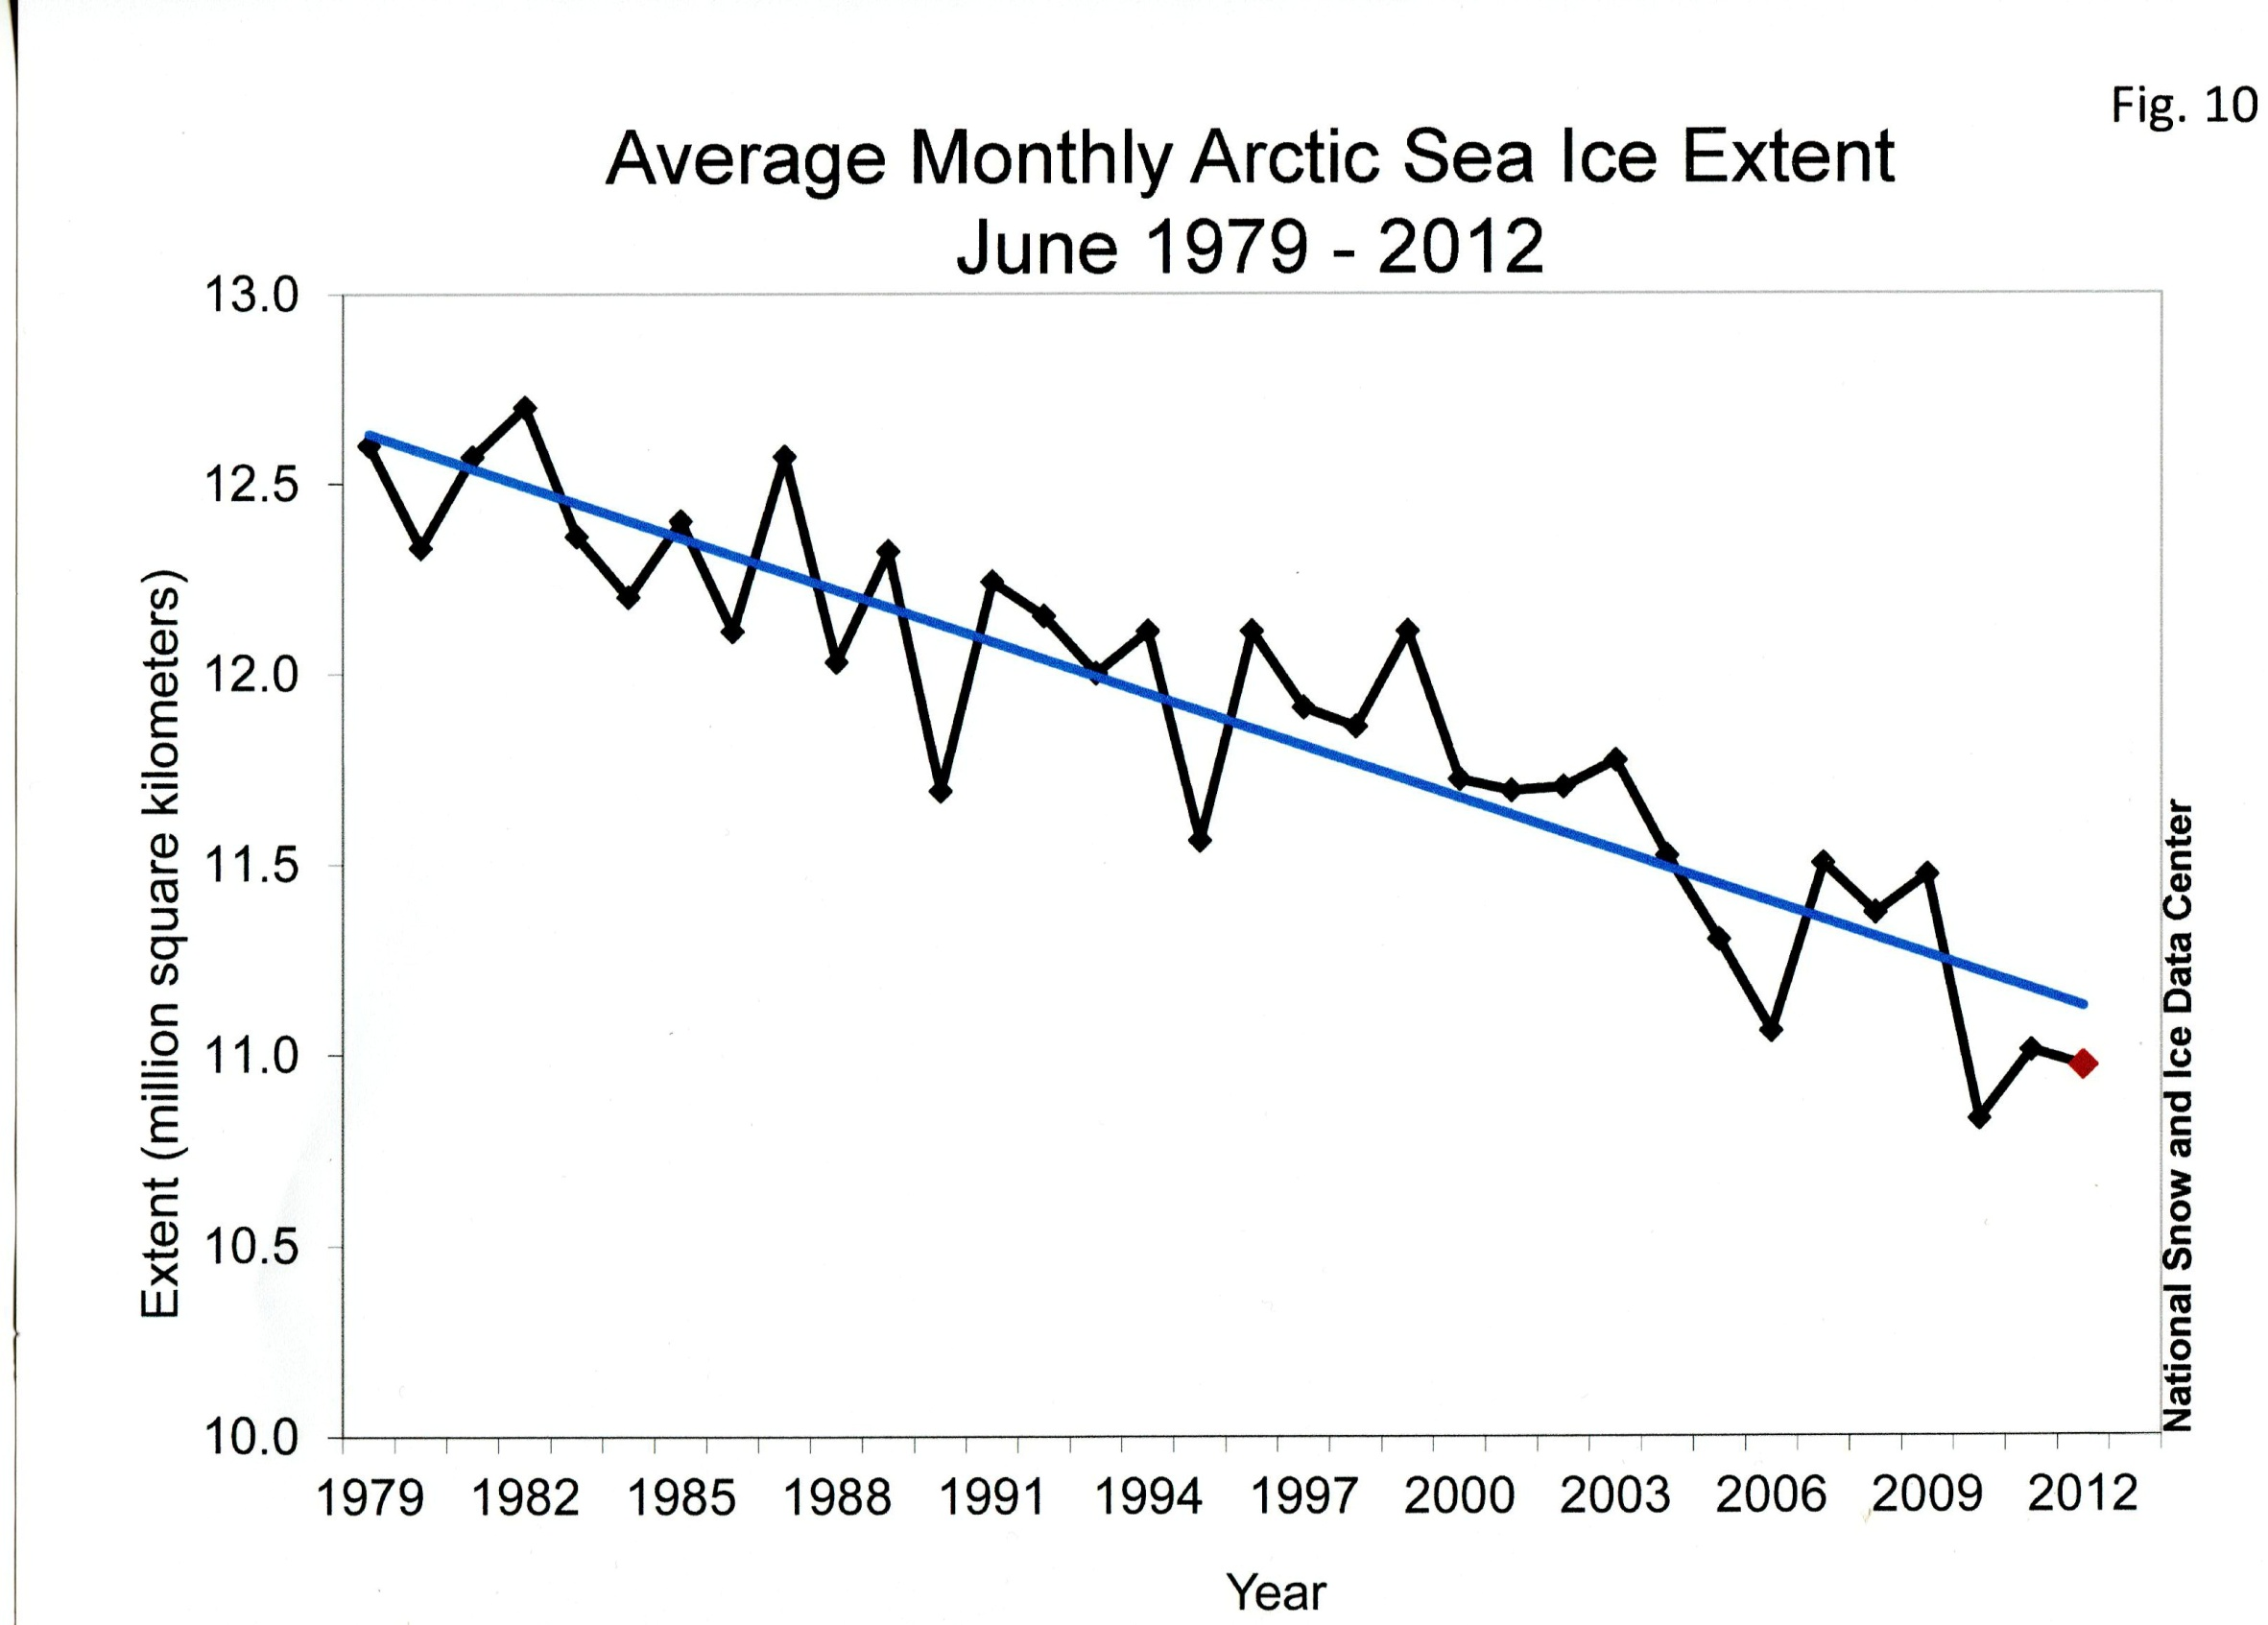 Fig. 10
Average Monthly Arctic Sea Ice Extent
June 1979 - 2012
Extent (million square kilometers)
13.0
12.5
12.0
11.5
11.0
10.5
10.0
1979 1982 1985 1988 1991 1994 1997 2000 2003 2006 2009 2012
Year
National Snow and Ice Data Center